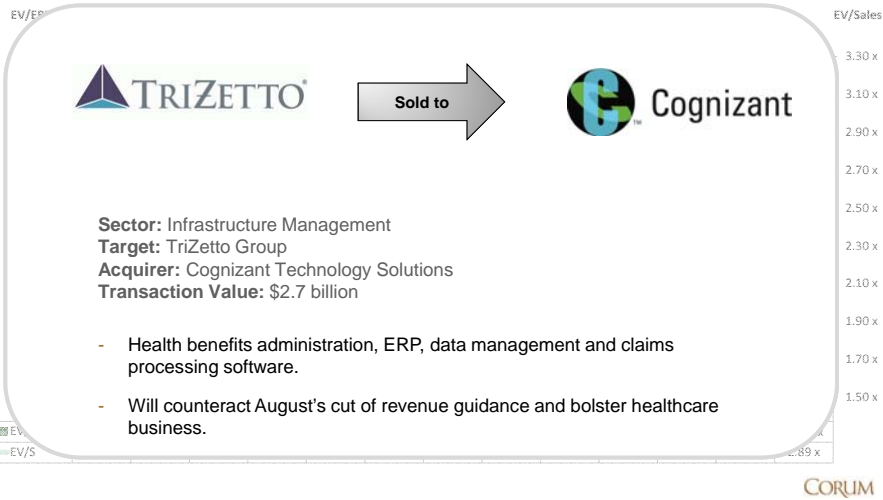 EV/Sales
TRIZETTO
Sold to
Cognizant
3.30 x
3.10 x
2.90 x
2.70 x
2.50 x
2.30 x
2.10 x
1.90 x
1.70 x
1.50 x
Sector: Infrastructure Management
Target: TriZetto Group
Acquirer: Cognizant Technology Solutions
Transaction Value: $2.7 billion
- Health benefits administration, ERP, data management and claims
processing software.
- Will counteract August's cut of revenue guidance and bolster healthcare
business.
EV/S
2.89 x
CORUM